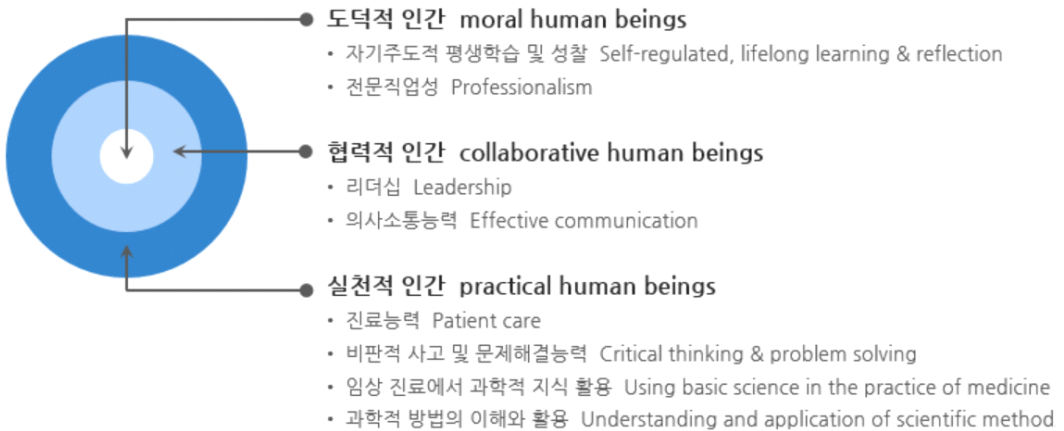 도덕적 인간 moral human beings
• 자기주도적 평생학습 및 성찰 Self-regulated, lifelong learning & reflection
• 전문직업성 Professionalism
협력적 인간 collaborative human beings
• 리더십 Leadership
• 의사소통능력 Effective communication
실천적 인간 practical human beings
• 진료능력 Patient care
• 비판적 사고 및 문제해결능력 Critical thinking & problem solving
• 임상 진료에서 과학적 지식 활용 Using basic science in the practice of medicine
• 과학적 방법의 이해와 활용 Understanding and application of scientific method